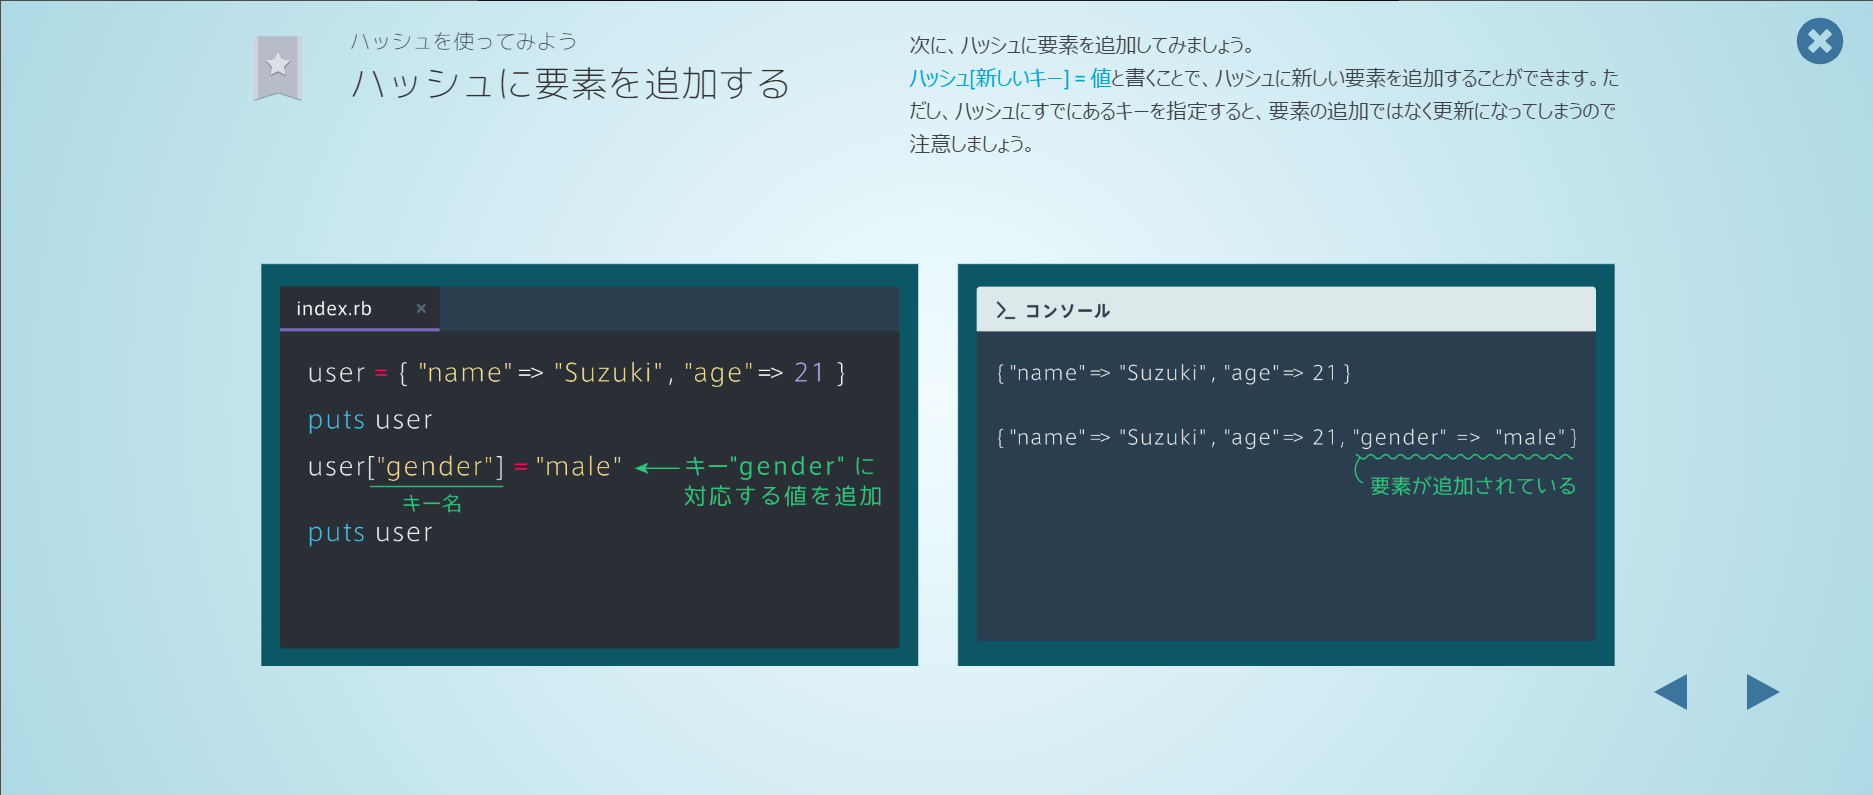 ハッシュを使ってみよう
ハッシュに要素を追加する
次に、ハッシュに要素を追加してみましょう。
ハッシュ[新しいキー] = 値と書くことで、ハッシュに新しい要素を追加することができます。た
だし、ハッシュにすでにあるキーを指定すると、要素の追加ではなく更新になってしまうので
注意しましょう。
index.rb ×
user = { "name" => "Suzuki", "age" => 21 }
puts user
user["gender"] = "male" ← キー"gender" に
対応する値を追加
キー名
puts user
>_ コンソール
{ "name" => "Suzuki" , "age" => 21 }
{ "name" => "Suzuki" , "age" => 21, "gender" => "male" }
要素が追加されている